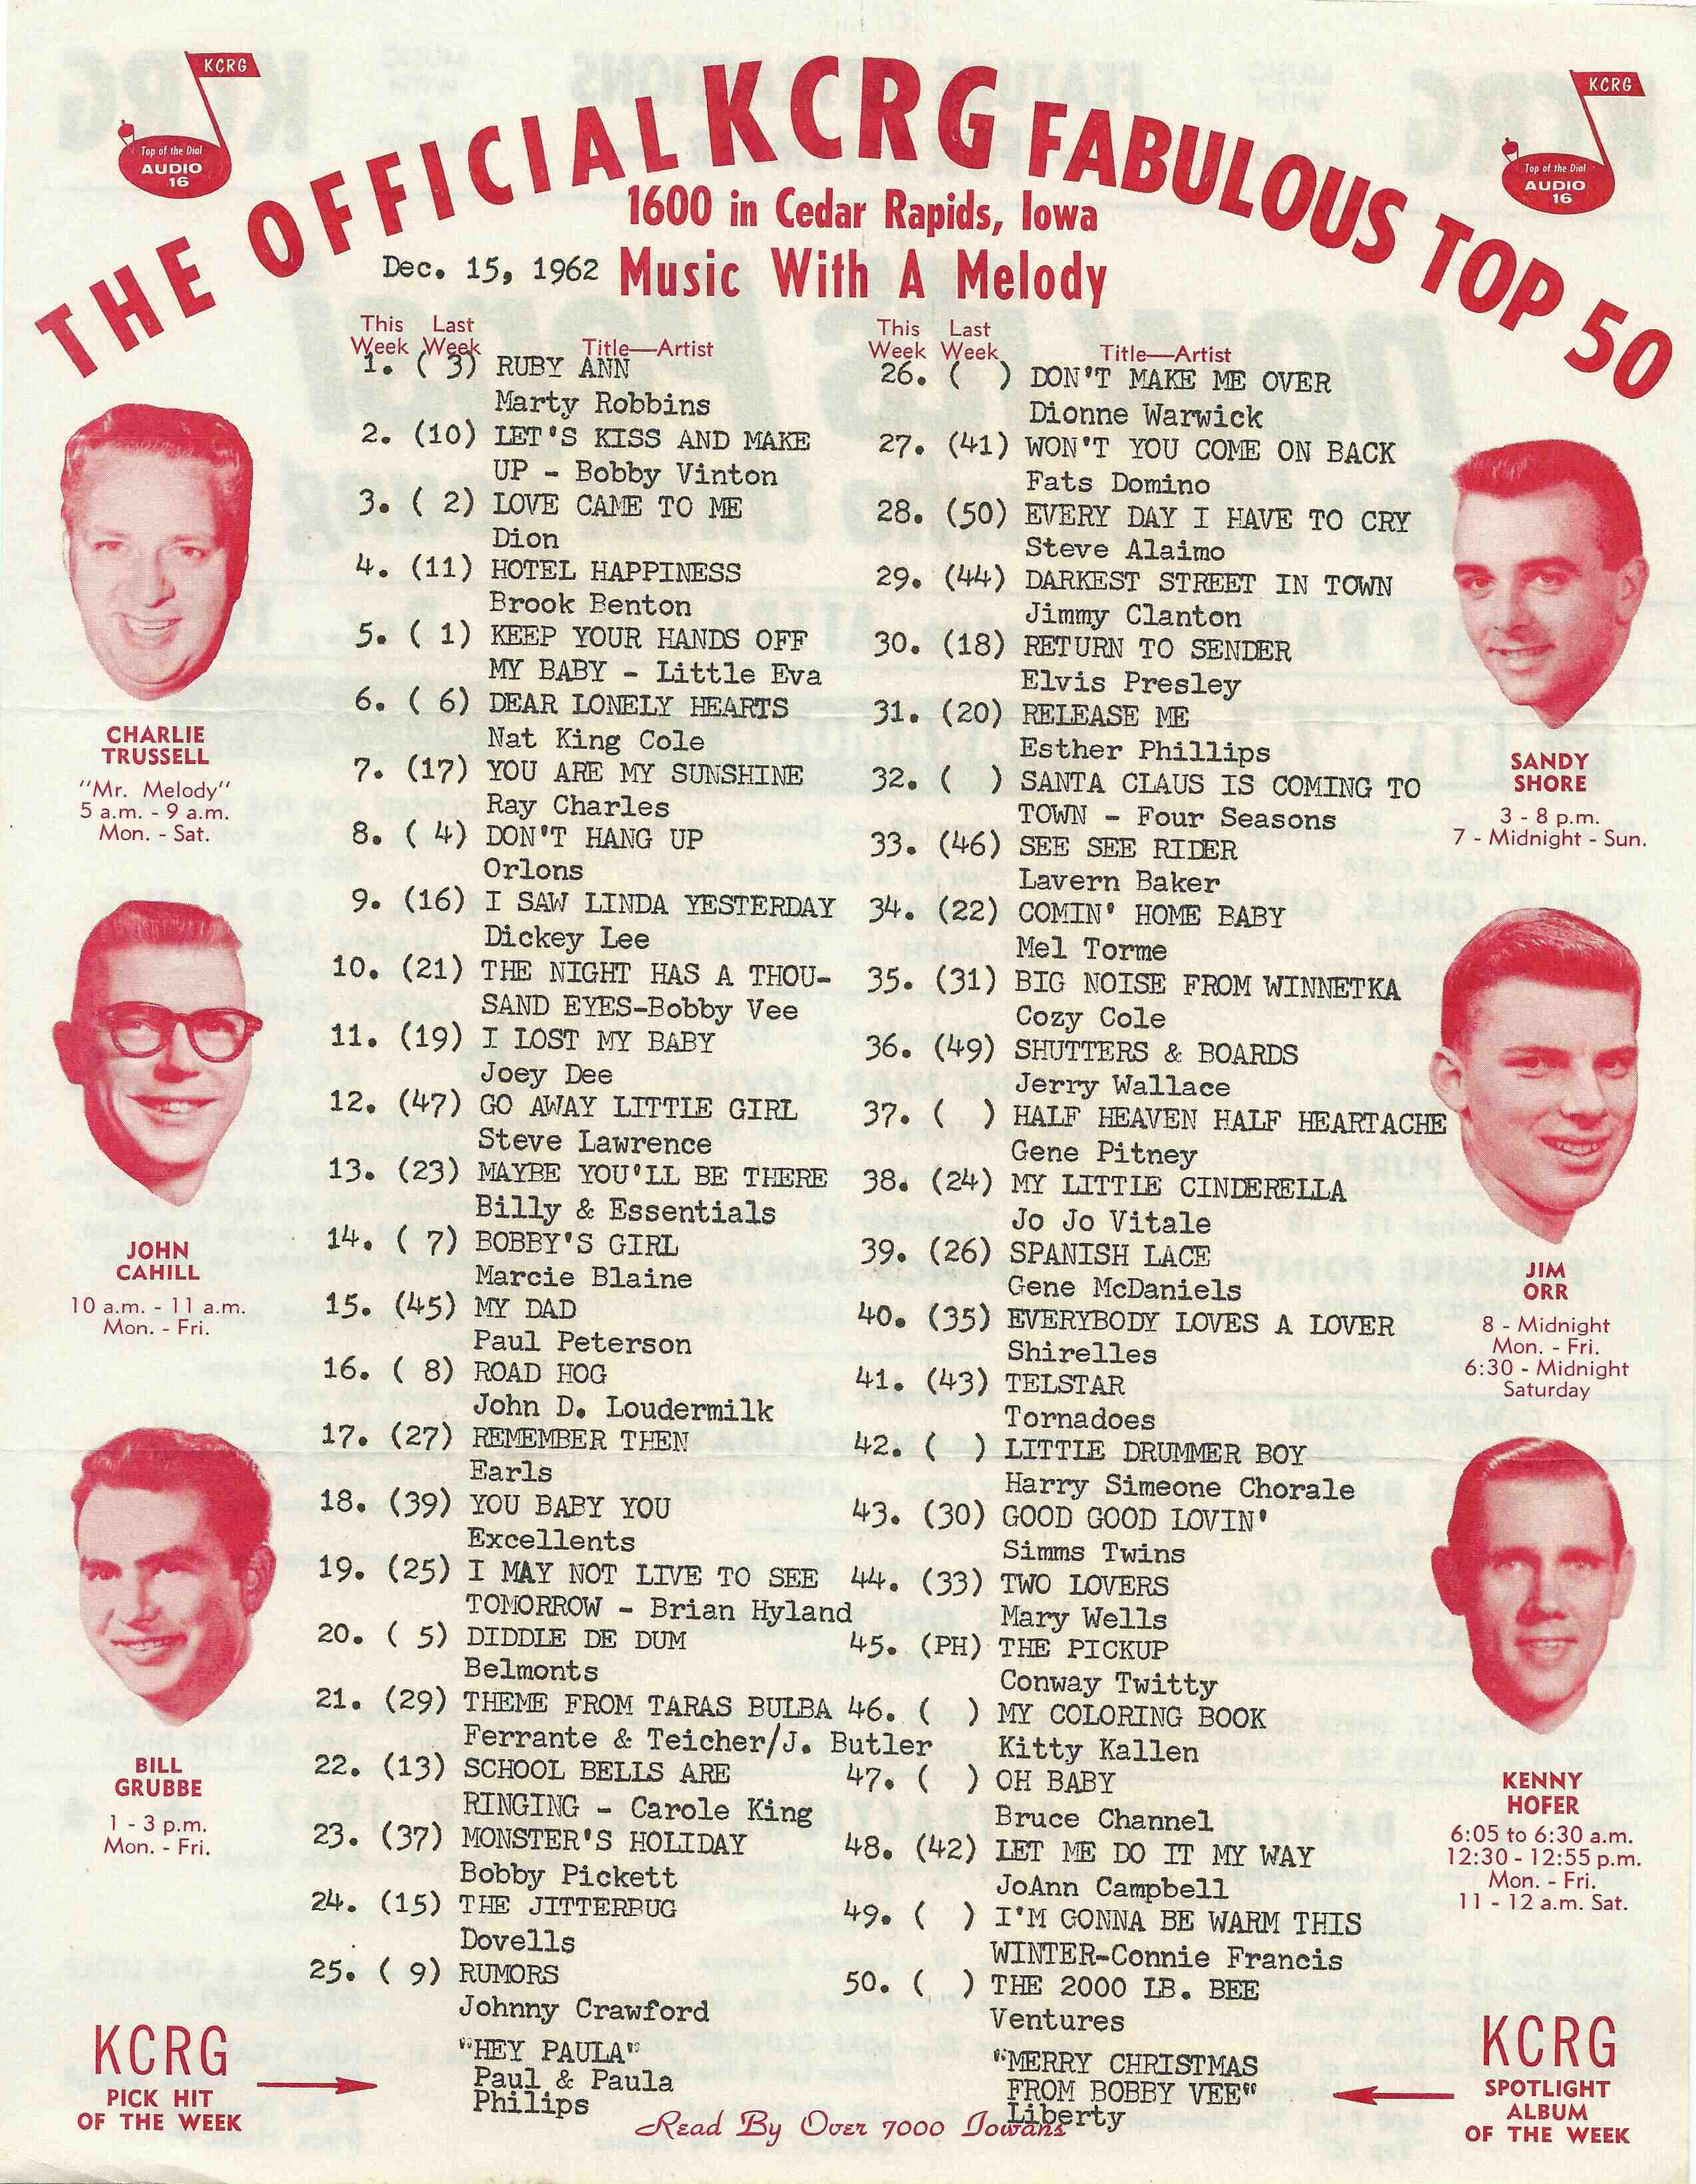 KCRG
Top of the Dial
AUDIO
16
KCRG
Top of the Dial
AUDIO
16
THE OFFICIAL KCRG FABULOUS TOP 50
1600 in Cedar Rapids, Iowa
Dec. 15, 1962 Music With A Melody
This Last
Week Week Title—Artist
1. ( 3) RUBY ANN
Marty Robbins
2. (10) LET'S KISS AND MAKE
UP - Bobby Vinton
3. ( 2) LOVE CAME TO ME
Dion
4. (11) HOTEL HAPPINESS
Brook Benton
5. ( 1) KEEP YOUR HANDS OFF
MY BABY - Little Eva
6. ( 6) DEAR LONELY HEARTS
Nat King Cole
7. (17) YOU ARE MY SUNSHINE
Ray Charles
8. ( 4) DON'T HANG UP
Orlons
9. (16) I SAW LINDA YESTERDAY
Dickey Lee
10. (21) THE NIGHT HAS A THOU-
SAND EYES-Bobby Vee
11. (19) I LOST MY BABY
Joey Dee
12. (47) GO AWAY LITTLE GIRL
Steve Lawrence
13. (23) MAYBE YOU'LL BE THERE
Billy & Essentials
14. ( 7) BOBBY'S GIRL
Marcie Blaine
15. (45) MY DAD
Paul Peterson
16. ( 8) ROAD HOG
John D. Loudermilk
17. (27) REMEMBER THEN
Earls
18. (39) YOU BABY YOU
Excellents
19. (25) I MAY NOT LIVE TO SEE
TOMORROW - Brian Hyland
20. ( 5) DIDDLE DE DUM
Belmonts
21. (29) THEME FROM TARAS BULBA
Ferrante & Teicher/J. Butler
22. (13) SCHOOL BELLS ARE
RINGING - Carole King
23. (37) MONSTER'S HOLIDAY
Bobby Pickett
24. (15) THE JITTERBUG
Dovells
25. ( 9) RUMORS
Johnny Crawford
This Last
Week Week Title—Artist
26. ( ) DON'T MAKE ME OVER
Dionne Warwick
27. (41) WON'T YOU COME ON BACK
Fats Domino
28. (50) EVERY DAY I HAVE TO CRY
Steve Alaimo
29. (44) DARKEST STREET IN TOWN
Jimmy Clanton
30. (18) RETURN TO SENDER
Elvis Presley
31. (20) RELEASE ME
Esther Phillips
32. ( ) SANTA CLAUS IS COMING TO
TOWN - Four Seasons
33. (46) SEE SEE RIDER
Lavern Baker
34. (22) COMIN' HOME BABY
Mel Torme
35. (31) BIG NOISE FROM WINNETKA
Cozy Cole
36. (49) SHUTTERS & BOARDS
Jerry Wallace
37. ( ) HALF HEAVEN HALF HEARTACHE
Gene Pitney
38. (24) MY LITTLE CINDERELLA
Jo Jo Vitale
39. (26) SPANISH LACE
Gene McDaniels
40. (35) EVERYBODY LOVES A LOVER
Shirelles
41. (43) TELSTAR
Tornadoes
42. ( ) LITTLE DRUMMER BOY
Harry Simeone Chorale
43. (30) GOOD GOOD LOVIN'
Simms Twins
44. (33) TWO LOVERS
Mary Wells
45. (PH) THE PICKUP
Conway Twitty
46. ( ) MY COLORING BOOK
Kitty Kallen
47. ( ) OH BABY
Bruce Channel
48. (42) LET ME DO IT MY WAY
JoAnn Campbell
49. ( ) I'M GONNA BE WARM THIS
WINTER-Connie Francis
50. ( ) THE 2000 LB. BEE
Ventures
CHARLIE
TRUSSELL
"Mr. Melody"
5 a.m. - 9 a.m.
Mon. - Sat.
JOHN
CAHILL
10 a.m. - 11 a.m.
Mon. - Fri.
BILL
GRUBBE
1 - 3 p.m.
Mon. - Fri.
SANDY
SHORE
3 - 8 p.m.
7 - Midnight - Sun.
JIM
ORR
8 - Midnight
Mon. - Fri.
6:30 - Midnight
Saturday
KENNY
HOFER
6:05 to 6:30 a.m.
12:30 - 12:55 p.m.
Mon. - Fri.
11 - 12 a.m. Sat.
KCRG
PICK HIT
OF THE WEEK
"HEY PAULA"
Paul & Paula
Philips
"MERRY CHRISTMAS
FROM BOBBY VEE"
Liberty
KCRG
SPOTLIGHT
ALBUM
OF THE WEEK
Read By Over 7000 Iowans